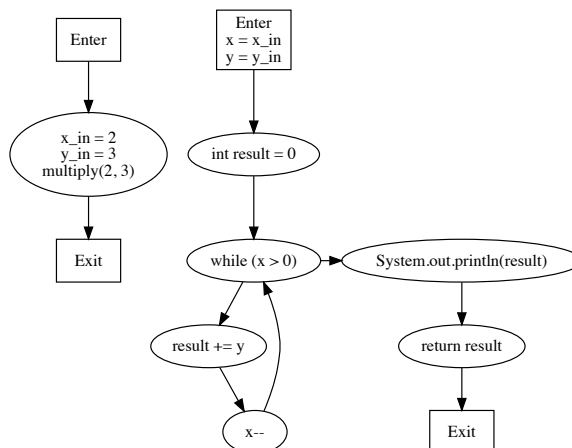 Enter
x_in = 2
y_in = 3
multiply(2, 3)
Exit
Enter
x = x_in
y = y_in
int result = 0
while (x > 0)
System.out.println(result)
result += y
return result
x--
Exit